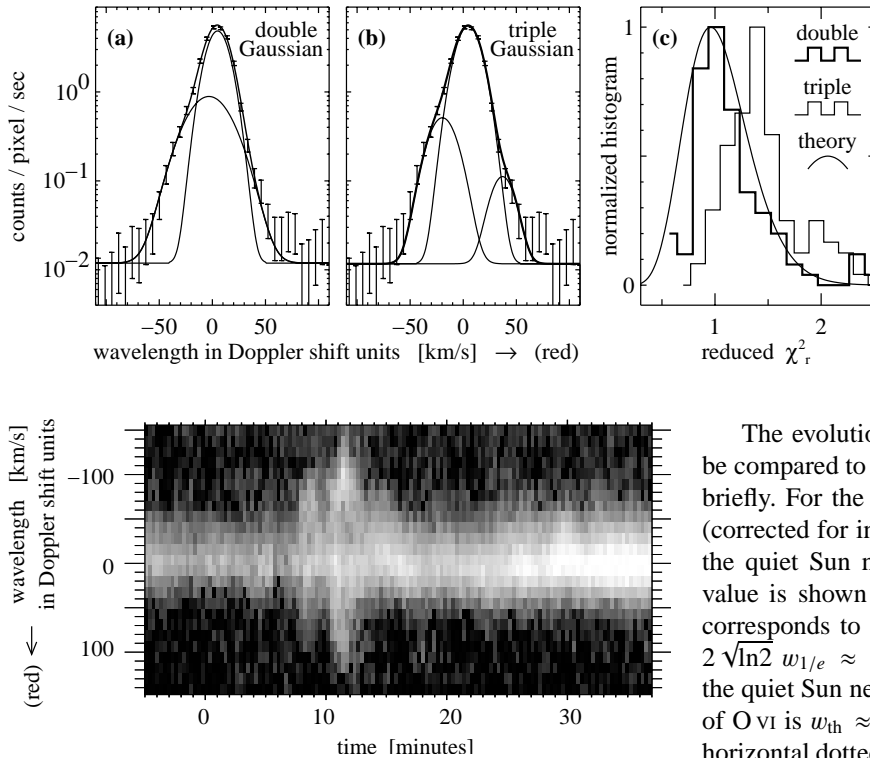 (a) double
Gaussian
(b) triple
Gaussian
(c) double
triple
theory
counts / pixel / sec
10⁰
10⁻¹
10⁻²
−50 0 50
−50 0 50
wavelength in Doppler shift units [km/s] → (red)
normalized histogram
1
0
1 2
reduced χ²ᵣ
(red) ← wavelength [km/s]
in Doppler shift units
−100
0
100
0 10 20 30
time [minutes]
The evolution
be compared to
briefly. For the
(corrected for in
the quiet Sun n
value is shown
corresponds to
2 √ln2 w₁/ₑ ≈
the quiet Sun ne
of O VI is wₜₕ ≈
horizontal dotte